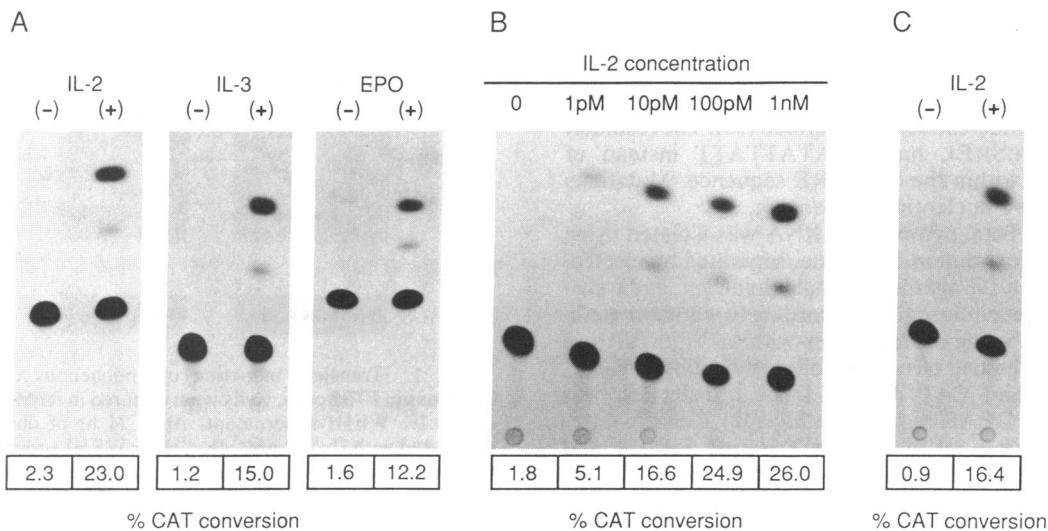 A
B
C
IL-2
IL-3
EPO
(-) (+)
(-) (+)
(-) (+)
IL-2 concentration
0 1pM 10pM 100pM 1nM
IL-2
(-) (+)
2.3 23.0
1.2 15.0
1.6 12.2
1.8 5.1 16.6 24.9 26.0
0.9 16.4
% CAT conversion
% CAT conversion
% CAT conversion